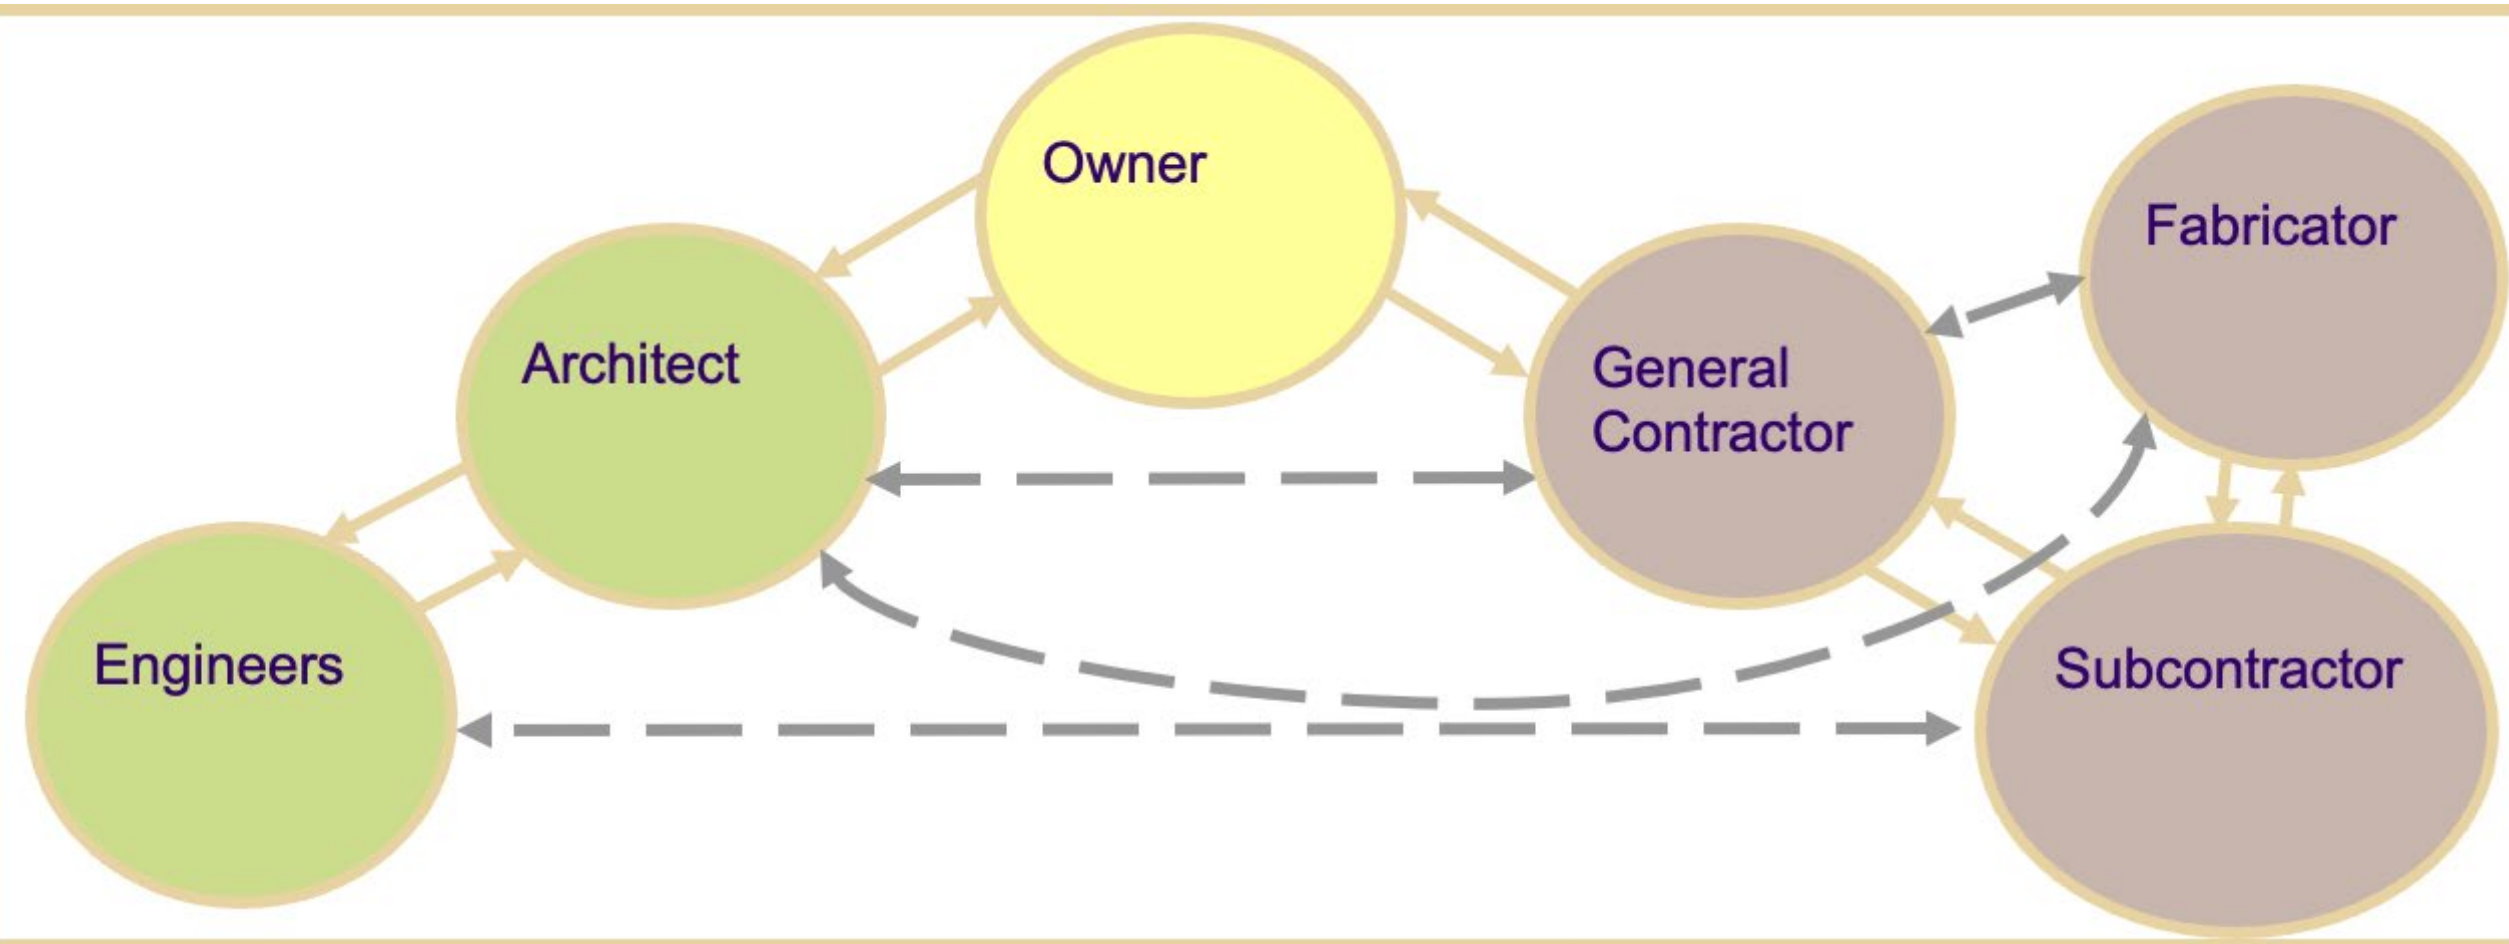 Owner
Fabricator
Architect
General
Contractor
Engineers
Subcontractor